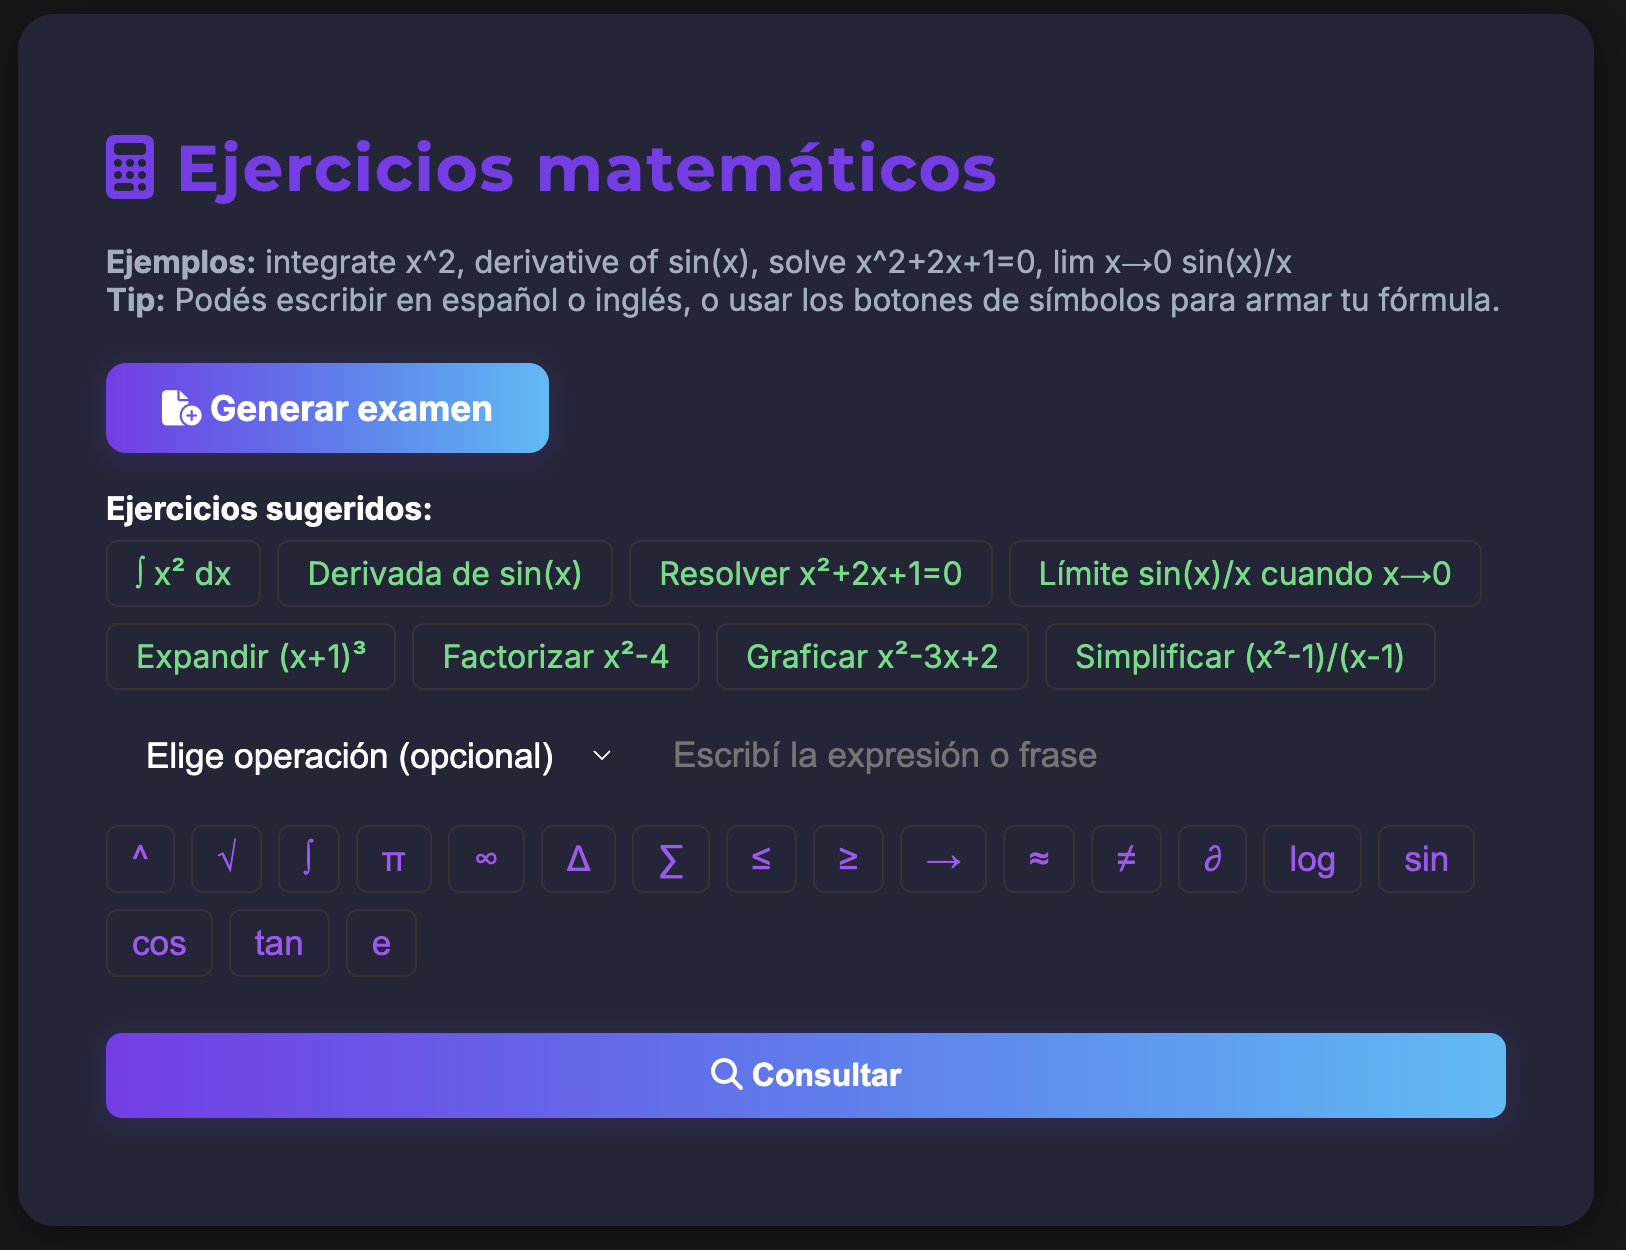 Ejercicios matemáticos
Ejemplos: integrate x^2, derivative of sin(x), solve x^2+2x+1=0, lim x→0 sin(x)/x
Tip: Podés escribir en español o inglés, o usar los botones de símbolos para armar tu fórmula.
Generar examen
Ejercicios sugeridos:
∫ x² dx Derivada de sin(x) Resolver x²+2x+1=0 Límite sin(x)/x cuando x→0
Expandir (x+1)³ Factorizar x²-4 Graficar x²-3x+2 Simplificar (x²-1)/(x-1)
Elige operación (opcional) Escribí la expresión o frase
^ √ ∫ π ∞ Δ ∑ ≤ ≥ → ≈ ≠ ∂ log sin
cos tan e
Consultar